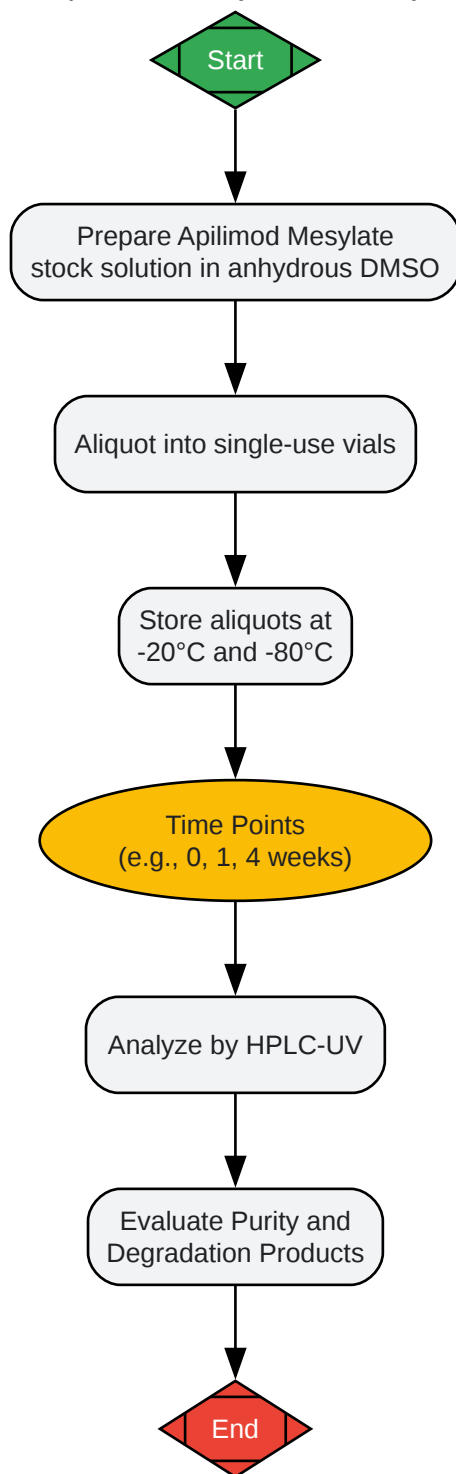 Start
Prepare Apilimod Mesylate
stock solution in anhydrous DMSO
Aliquot into single-use vials
Store aliquots at
-20°C and -80°C
Time Points
(e.g., 0, 1, 4 weeks)
Analyze by HPLC-UV
Evaluate Purity and
Degradation Products
End